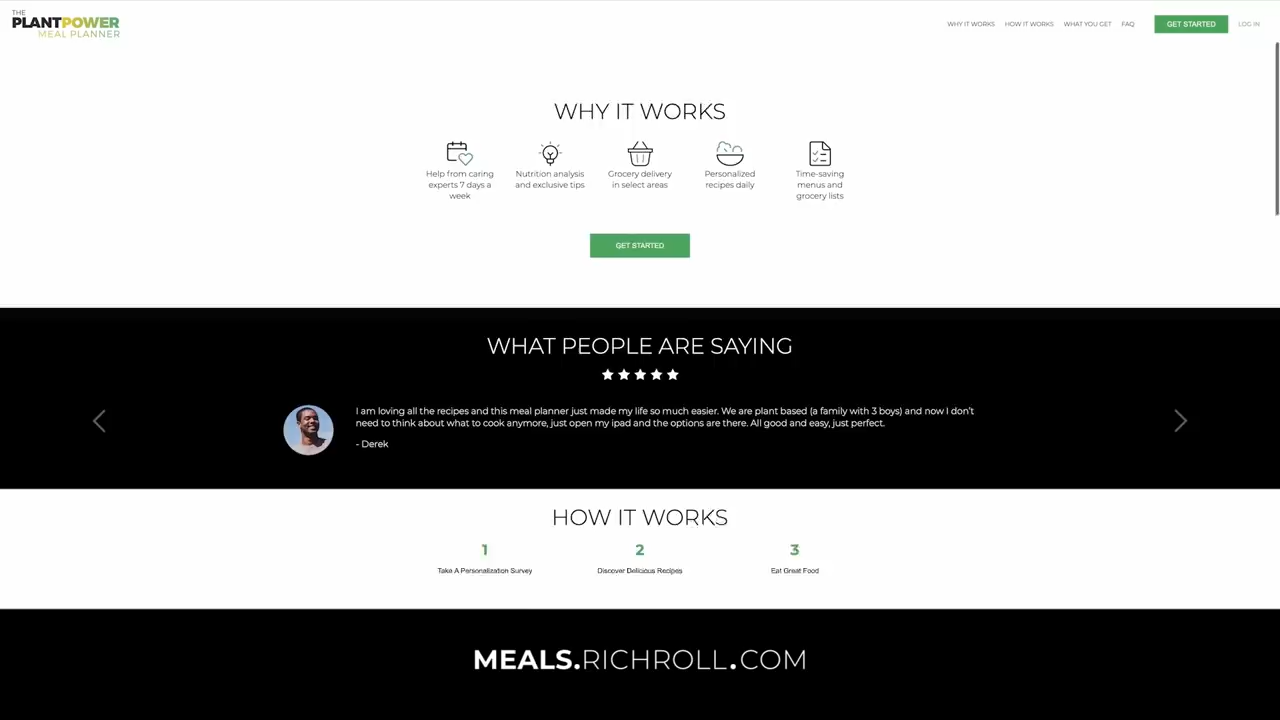 THE
PLANTPOWER
MEAL PLANNER
WHY IT WORKS
HOW IT WORKS
WHAT YOU GET
FAQ
GET STARTED
LOG IN
WHY IT WORKS
Help from caring
experts 7 days a
week
Nutrition analysis
and exclusive tips
Grocery delivery
in select areas
Personalized
recipes daily
Time-saving
menus and
grocery lists
GET STARTED
WHAT PEOPLE ARE SAYING
I am loving all the recipes and this meal planner just made my life so much easier. We are plant based (a family with 3 boys) and now I don't
need to think about what to cook anymore, just open my ipad and the options are there. All good and easy, just perfect.
- Derek
HOW IT WORKS
1
Take A Personalization Survey
2
Discover Delicious Recipes
3
Eat Great Food
MEALS.RICHROLL.COM